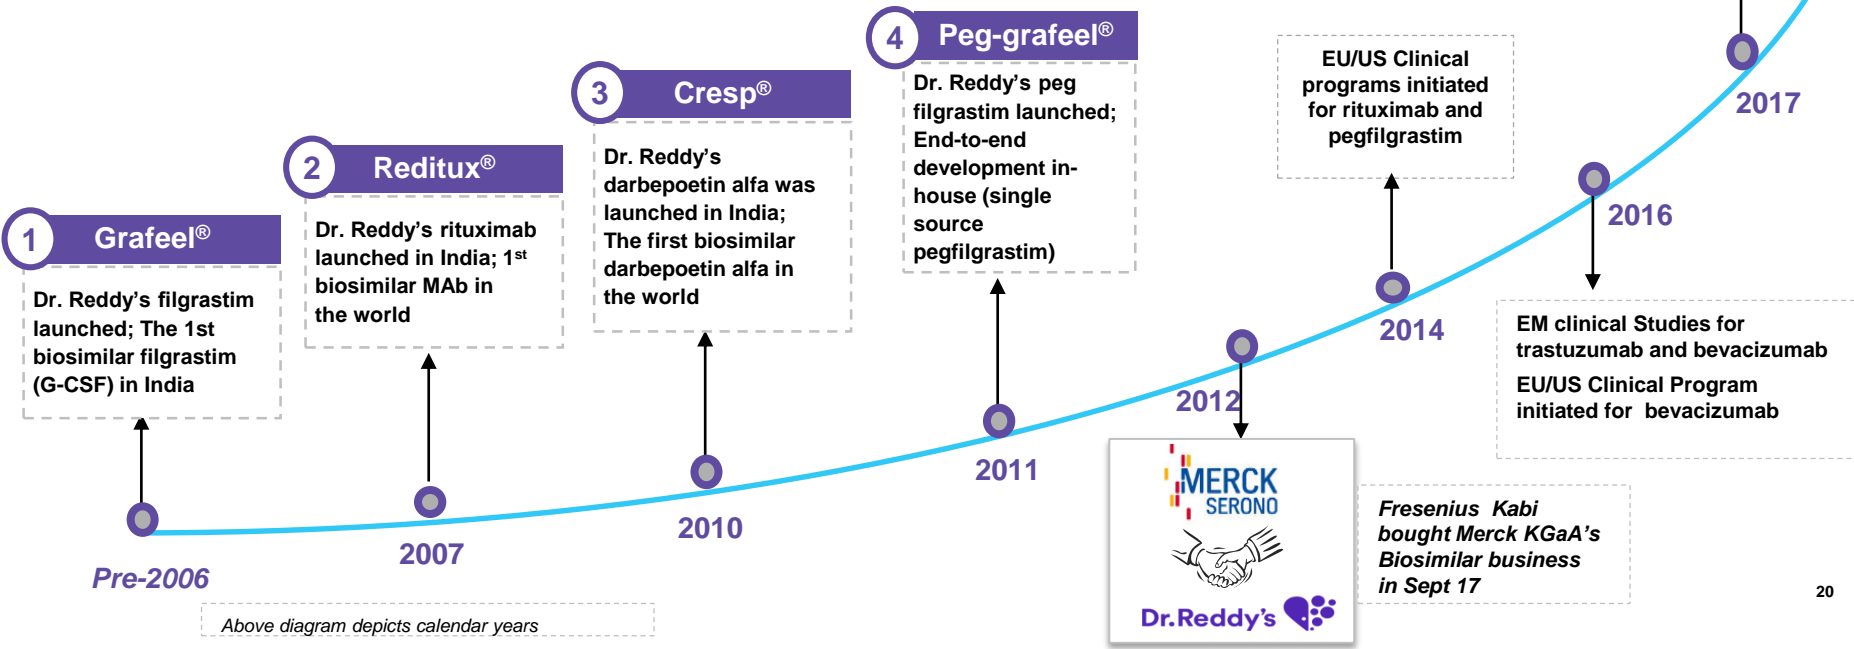 1
Grafeel®
Dr. Reddy's filgrastim
launched; The 1st
biosimilar filgrastim
(G-CSF) in India
Pre-2006
2
Reditux®
Dr. Reddy's rituximab
launched in India; 1st
biosimilar MAb in
the world
2007
3
Cresp®
Dr. Reddy's
darbepoetin alfa was
launched in India;
The first biosimilar
darbepoetin alfa in
the world
2010
4
Peg-grafeel®
Dr. Reddy's peg
filgrastim launched;
End-to-end
development in-
house (single
source
pegfilgrastim)
2011
2012
MERCK
SERONO
Dr.Reddy's
Fresenius Kabi
bought Merck KGaA's
Biosimilar business
in Sept 17
EU/US Clinical
programs initiated
for rituximab and
pegfilgrastim
2014
2016
EM clinical Studies for
trastuzumab and bevacizumab
EU/US Clinical Program
initiated for bevacizumab
2017
Above diagram depicts calendar years
20